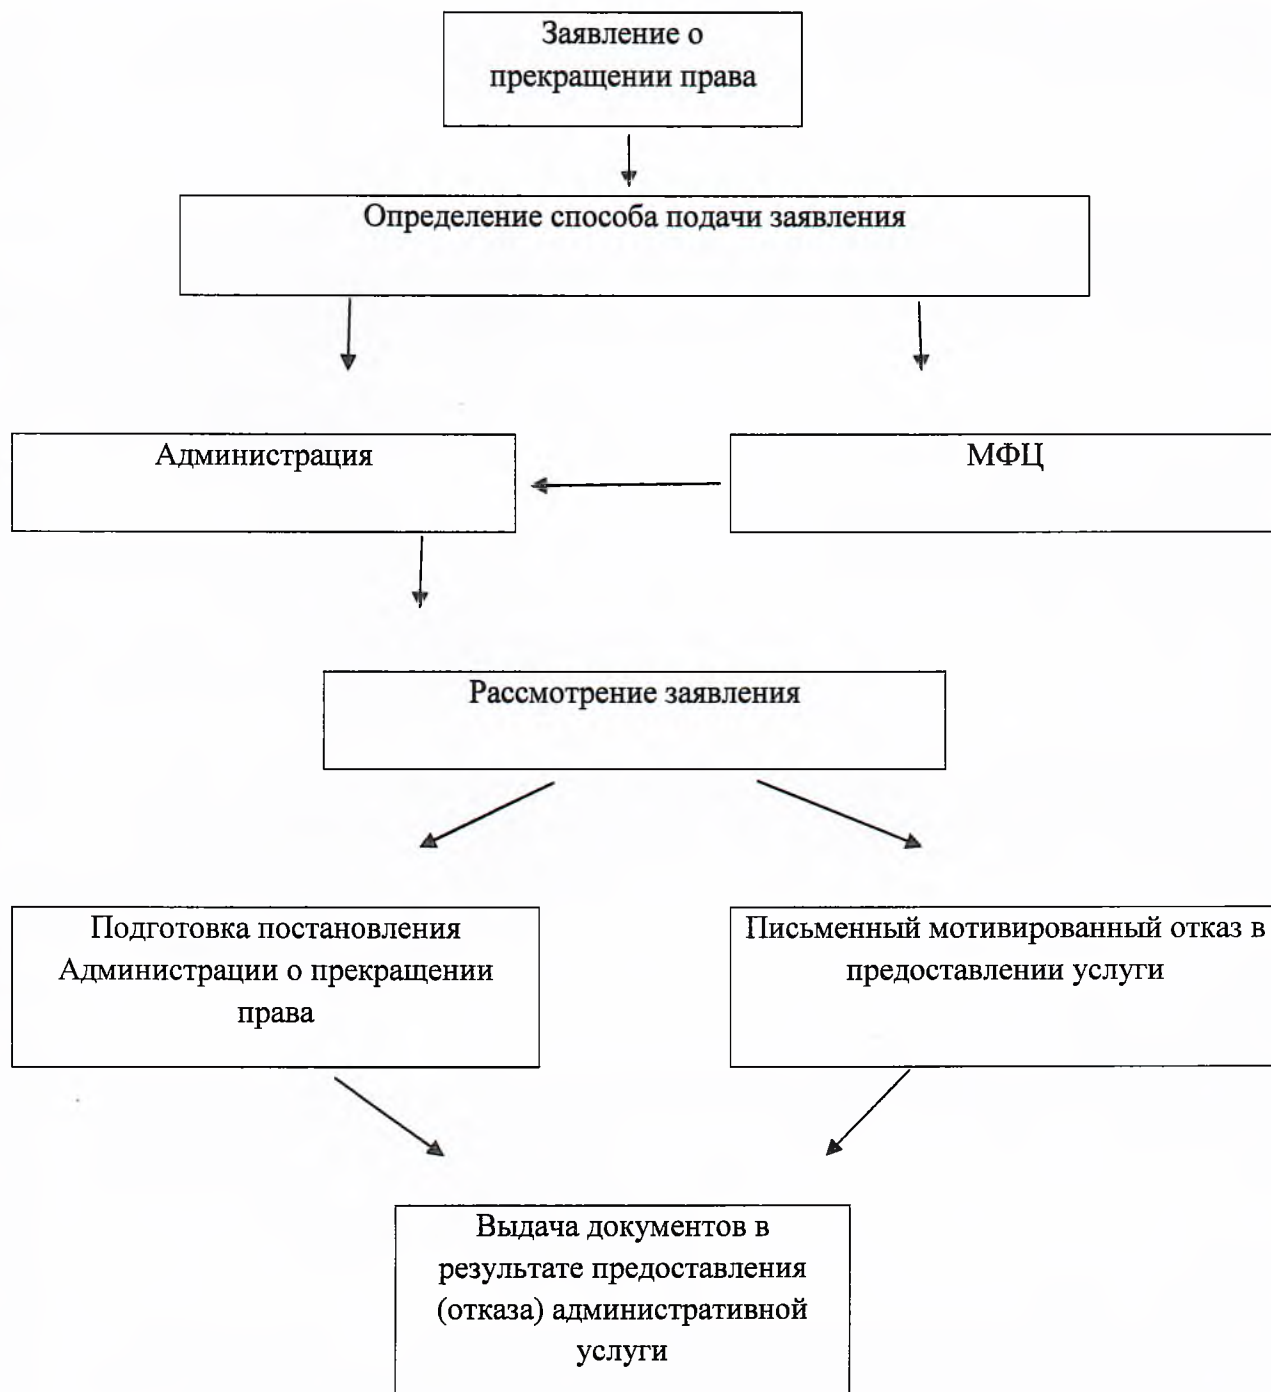 Заявление о
прекращении права
Определение способа подачи заявления
Администрация
МФЦ
Рассмотрение заявления
Подготовка постановления
Администрации о прекращении
права
Письменный мотивированный отказ в
предоставлении услуги
Выдача документов в
результате предоставления
(отказа) административной
услуги